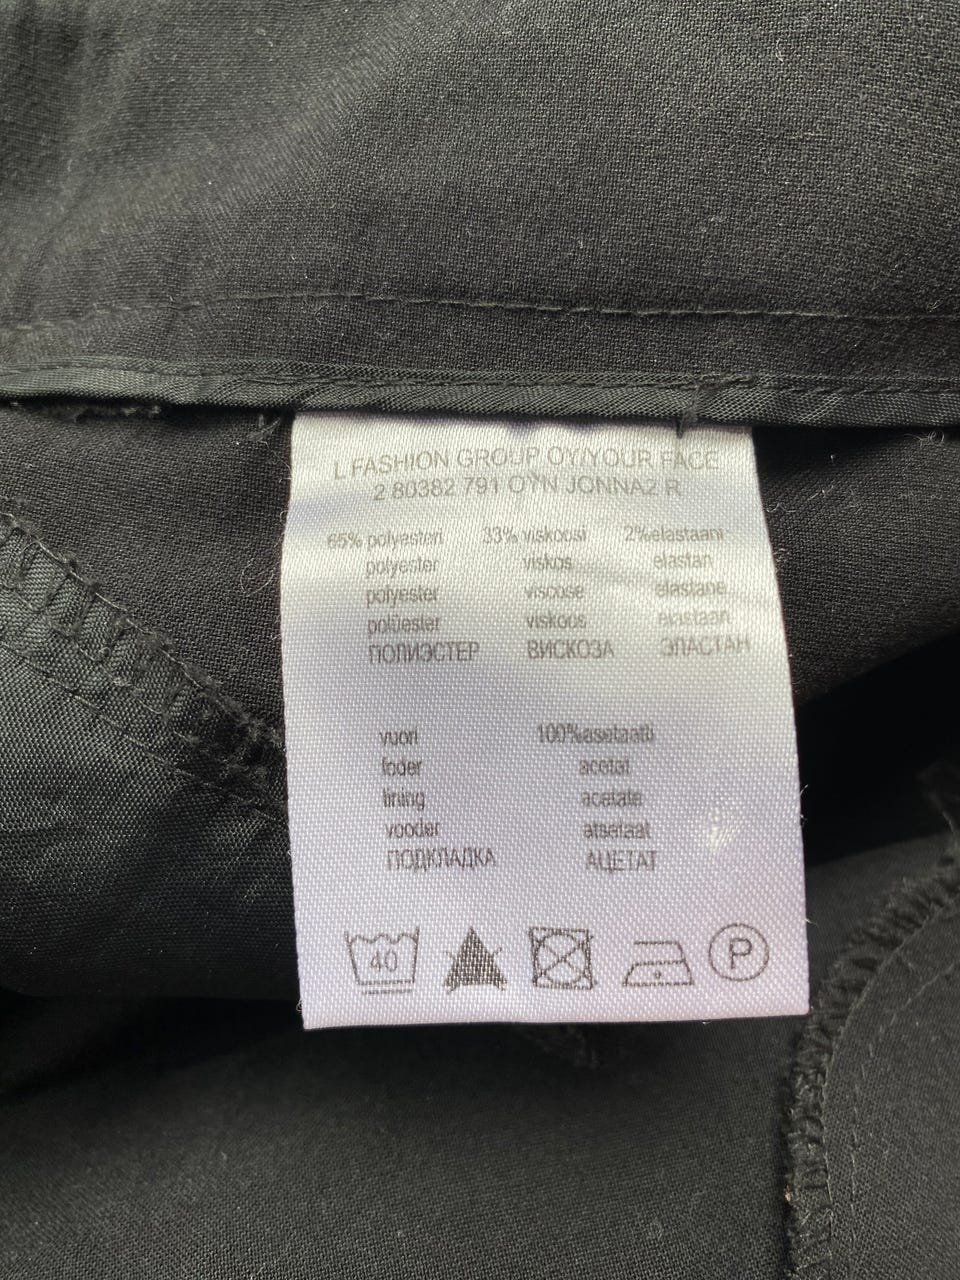 L FASHION GROUP OY/YOUR FACE
2 80382 791 OYN JONNA2 R
65% polyesteri 33% viskoosi 2%elastaani
polyester viskos elastan
polyester viscose elastane
polüester viskoos elastaan
ПОЛИЭСТЕР ВИСКОЗА ЭЛАСТАН
vuori 100%asetaatti
foder acetat
lining acetate
vooder atsetaat
ПОДКЛАДКА АЦЕТАТ
40 P